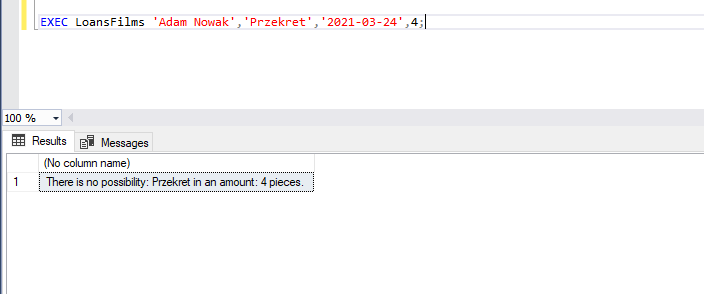 EXEC LoansFilms 'Adam Nowak','Przekret','2021-03-24',4;
100 %
Results Messages
(No column name)
1 There is no possibility: Przekret in an amount: 4 pieces.